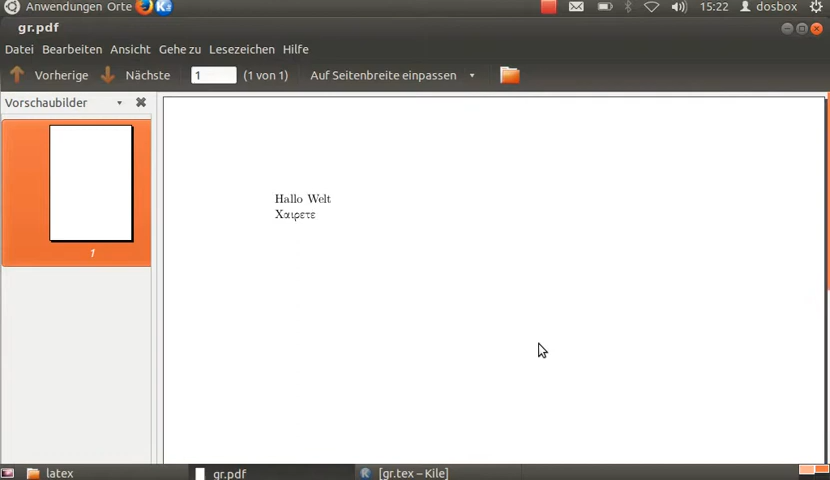 Anwendungen Orte
15:22
dosbox
gr.pdf
Datei Bearbeiten Ansicht Gehe zu Lesezeichen Hilfe
Vorherige Nächste 1 (1 von 1) Auf Seitenbreite einpassen
Vorschaubilder
Hallo Welt
Χαιρετε
1
latex gr.pdf [gr.tex – Kile]